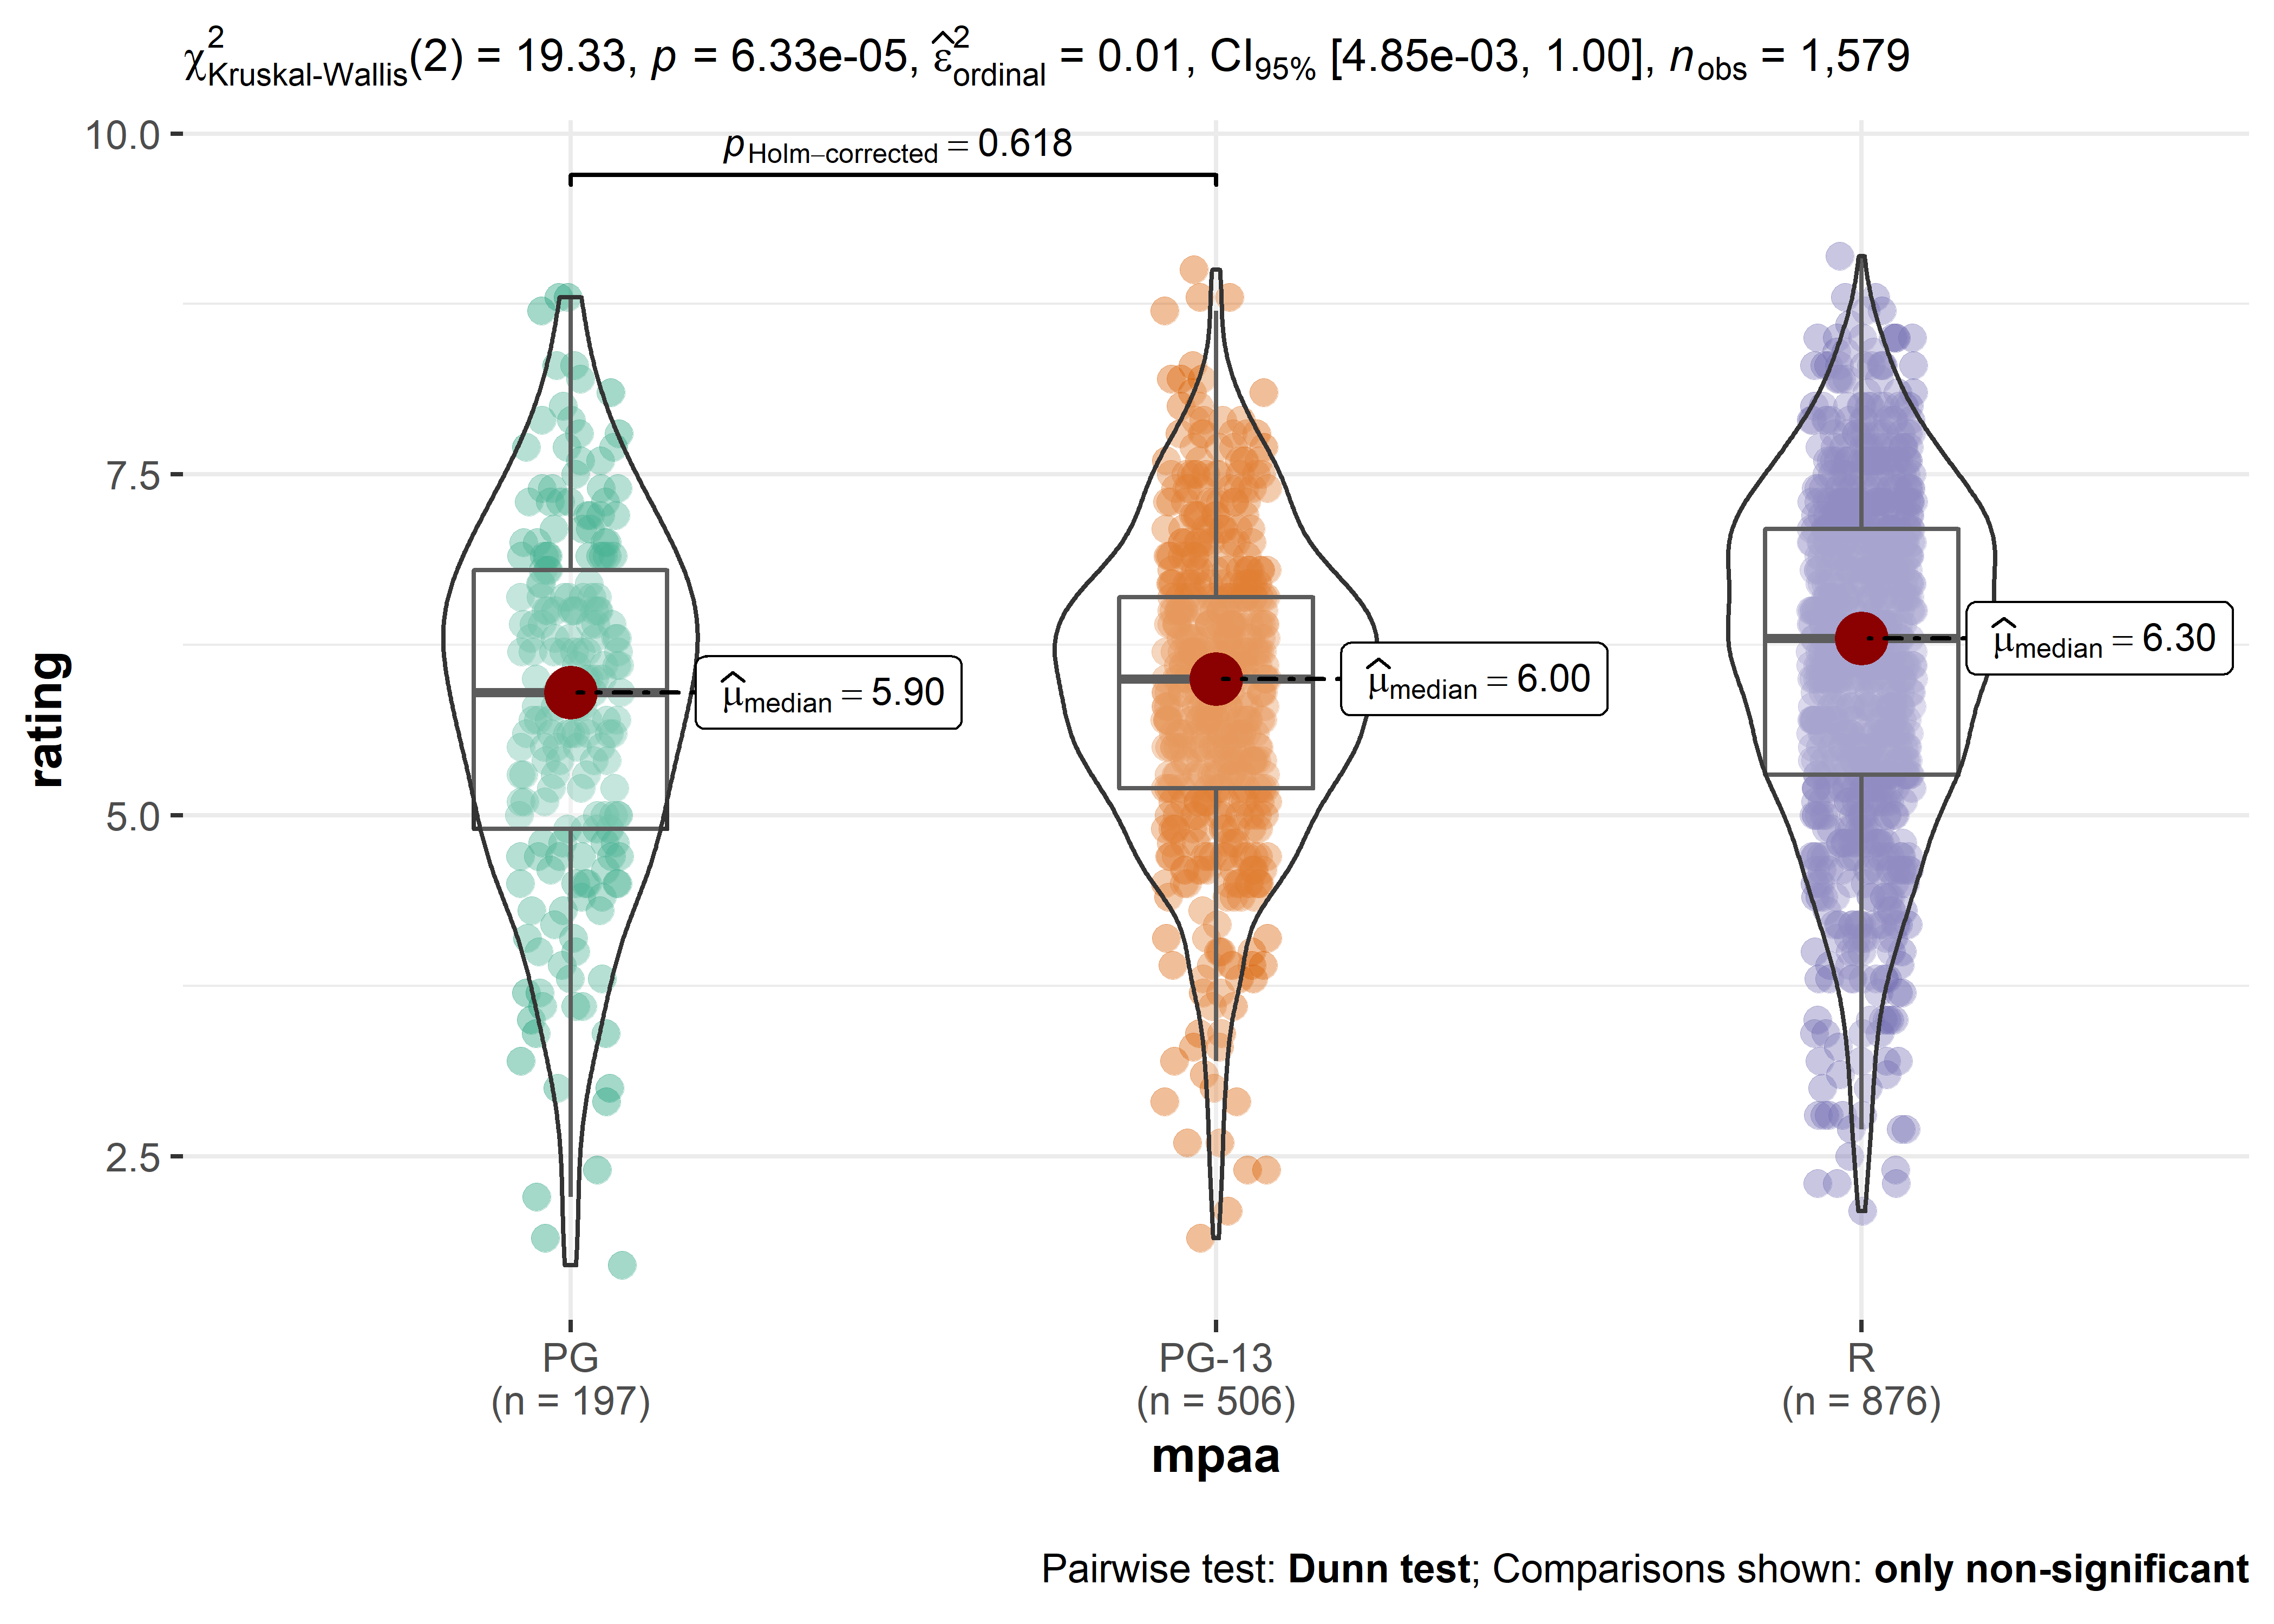 χ²Kruskal-Wallis(2) = 19.33, p = 6.33e-05, ε̂²ordinal = 0.01, CI95% [4.85e-03, 1.00], nobs = 1,579
10.0
pHolm−corrected = 0.618
7.5
rating
μ̂median = 5.90
μ̂median = 6.00
μ̂median = 6.30
5.0
2.5
PG
(n = 197)
PG-13
(n = 506)
R
(n = 876)
mpaa
Pairwise test: Dunn test; Comparisons shown: only non-significant